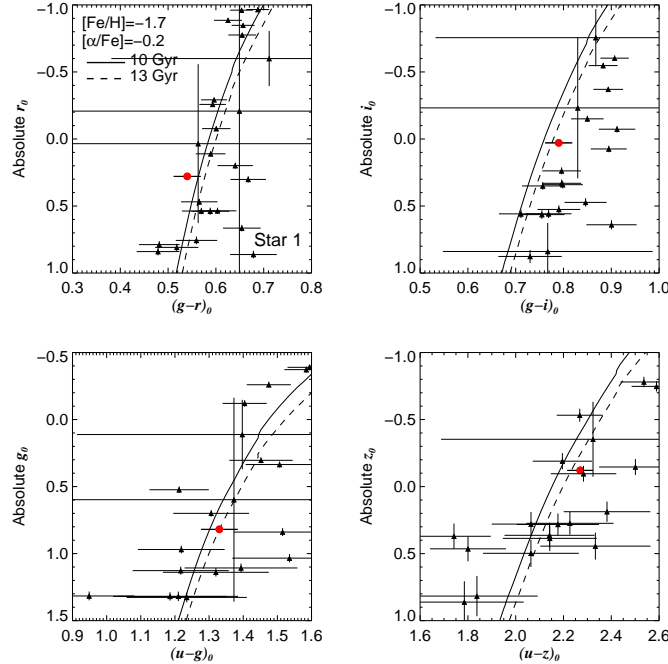 [Fe/H]=−1.7
[α/Fe]=−0.2
10 Gyr
13 Gyr
Star 1
Absolute r0
−1.0
−0.5
0.0
0.5
1.0
0.3 0.4 0.5 0.6 0.7 0.8
(g−r)0
Absolute i0
−1.0
−0.5
0.0
0.5
1.0
0.5 0.6 0.7 0.8 0.9 1.0
(g−i)0
Absolute g0
−0.5
0.0
0.5
1.0
1.5
0.9 1.0 1.1 1.2 1.3 1.4 1.5 1.6
(u−g)0
Absolute z0
−1.0
−0.5
0.0
0.5
1.0
1.6 1.8 2.0 2.2 2.4 2.6
(u−z)0